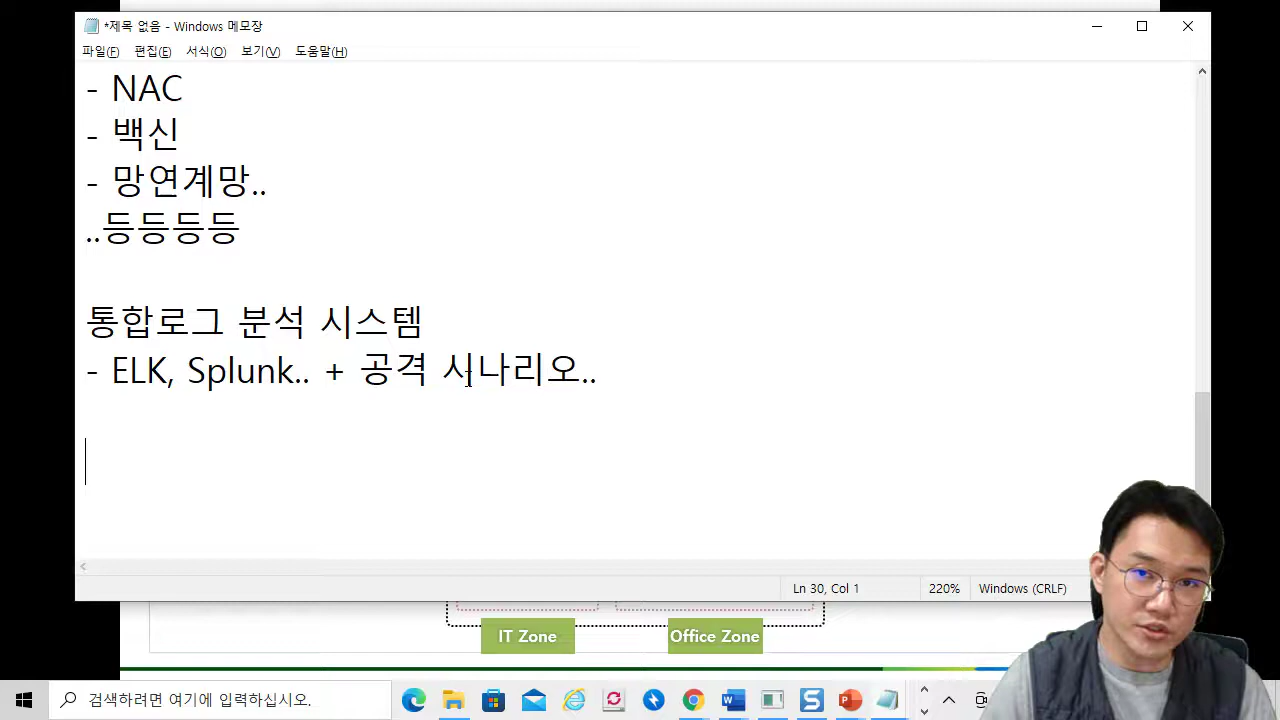 *제목 없음 - Windows 메모장
파일(F) 편집(E) 서식(O) 보기(V) 도움말(H)
- NAC
- 백신
- 망연계망..
..등등등등
통합로그 분석 시스템
- ELK, Splunk.. + 공격 시나리오..
Ln 30, Col 1 220% Windows (CRLF)
IT Zone Office Zone
검색하려면 여기에 입력하십시오.